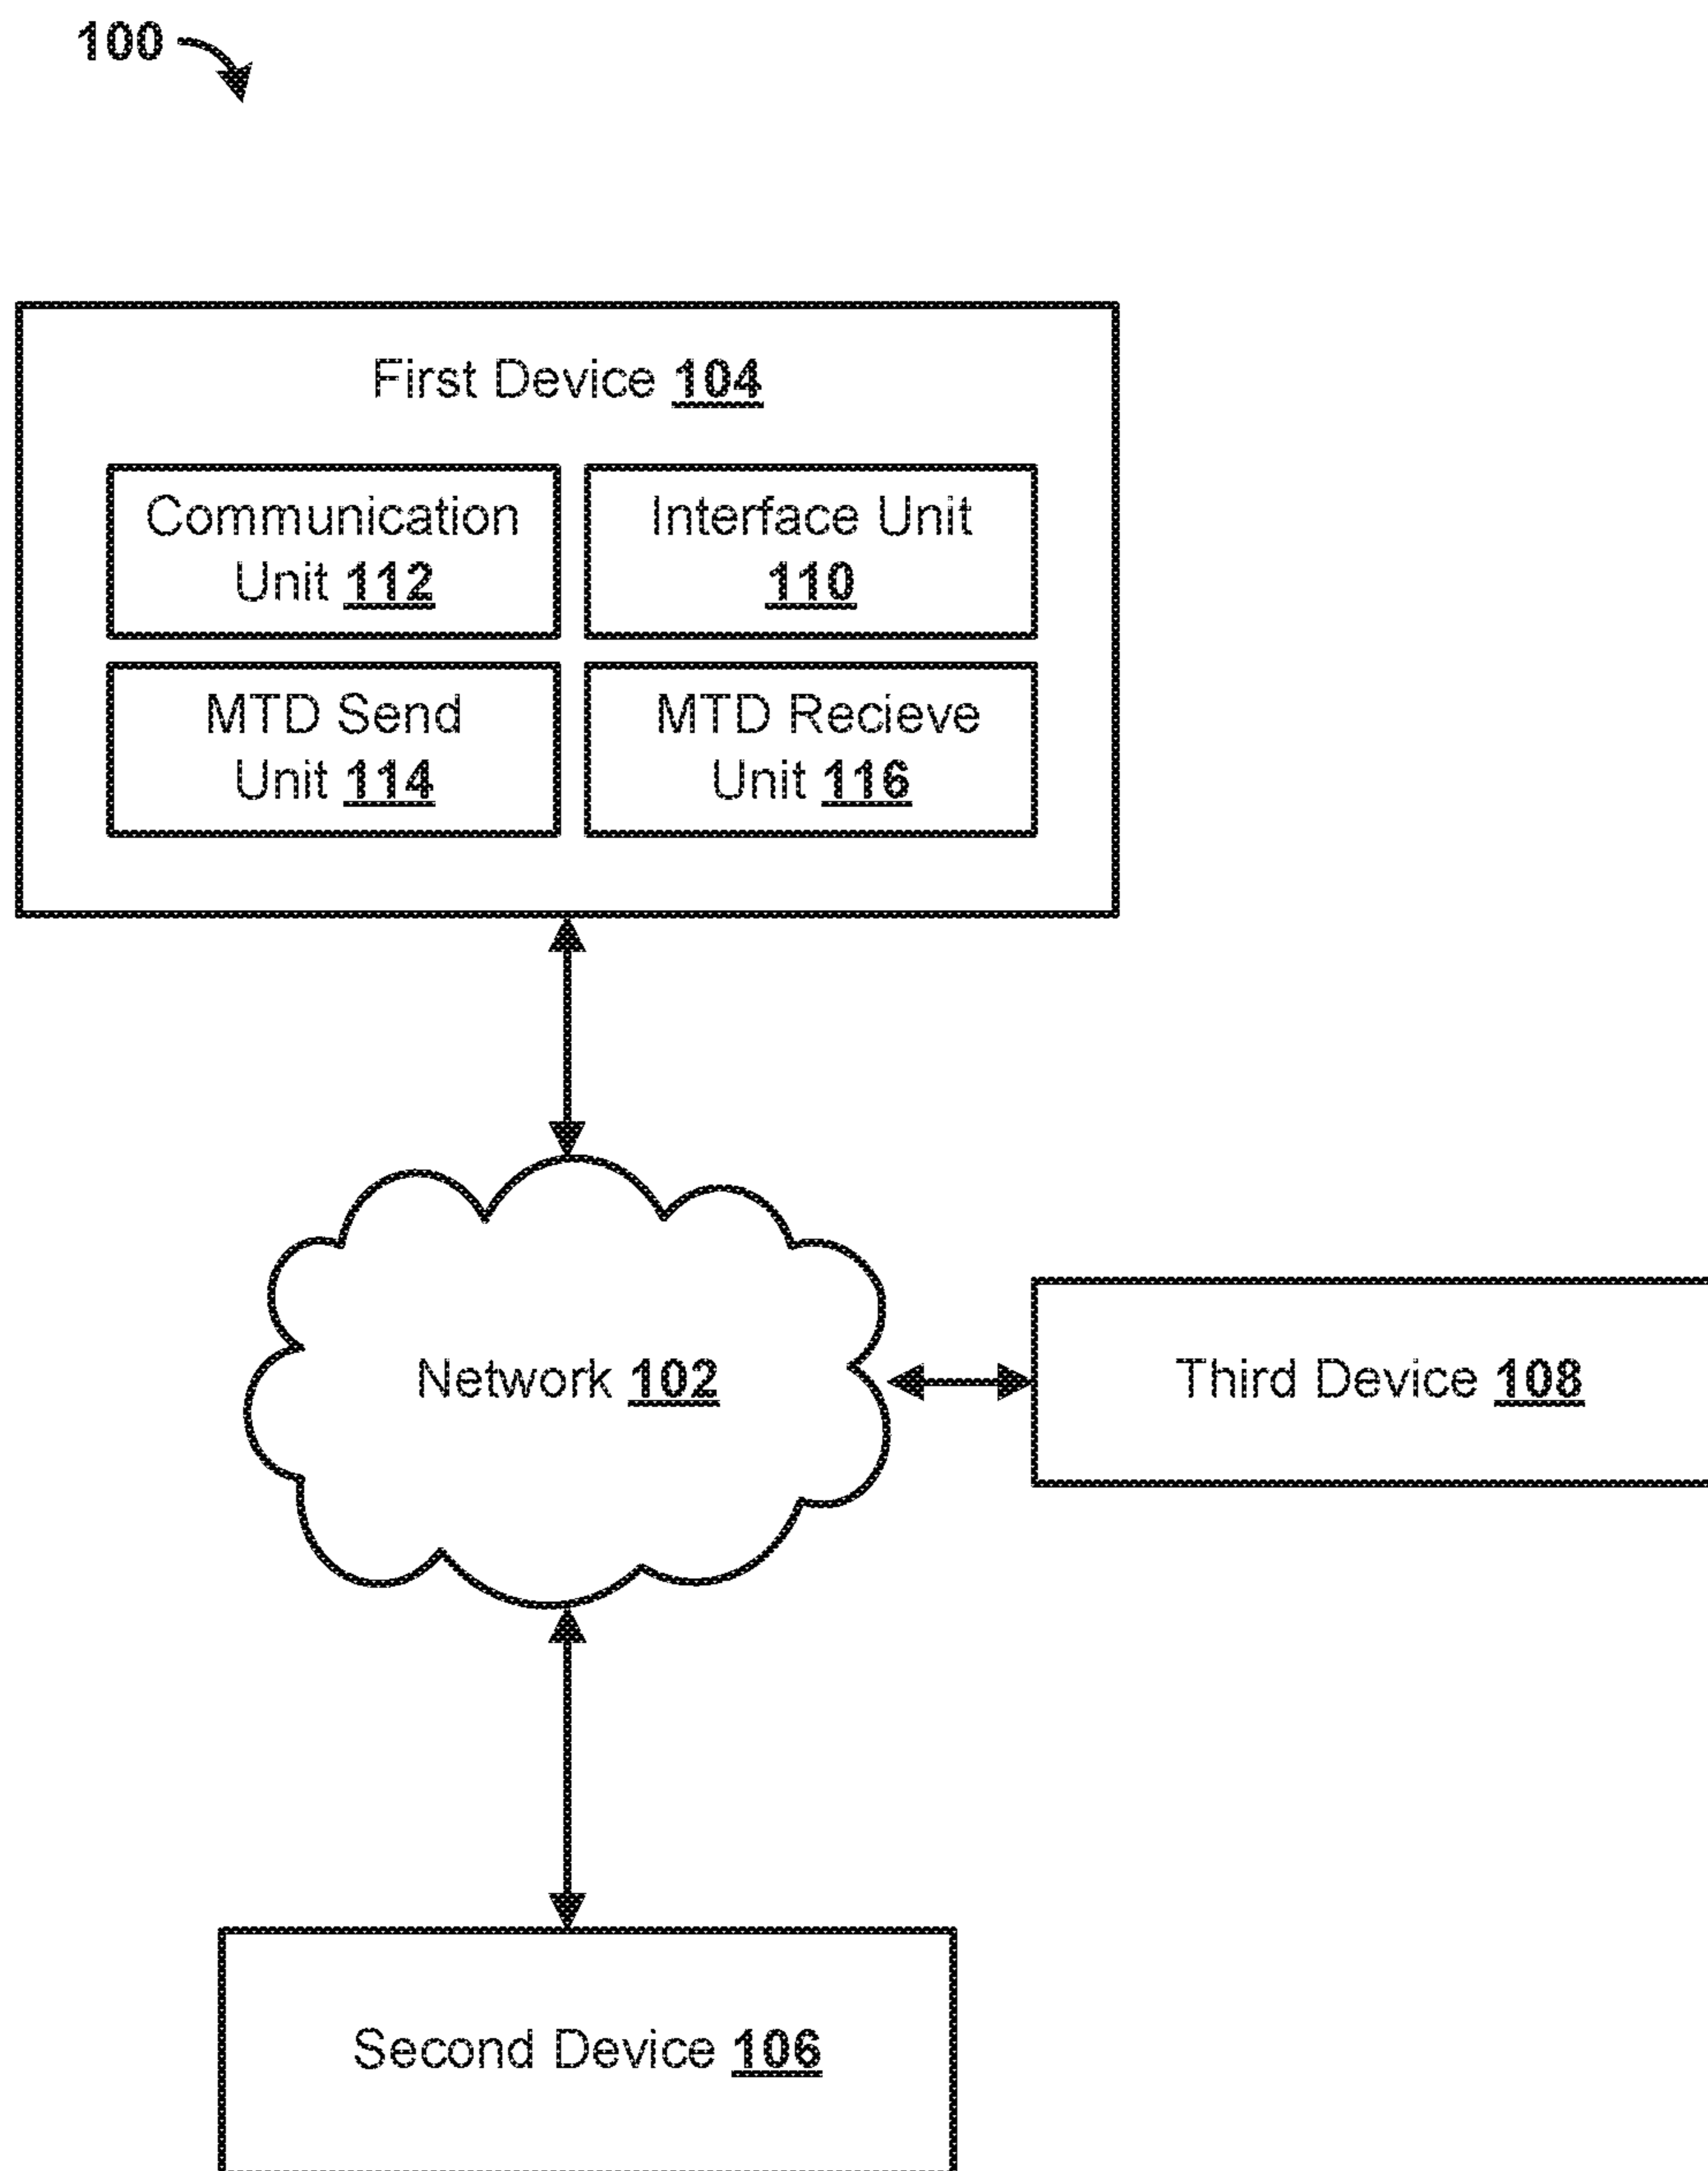 100
First Device 104
Communication
Unit 112
Interface Unit
110
MTD Send
Unit 114
MTD Recieve
Unit 116
Network 102
Third Device 108
Second Device 106